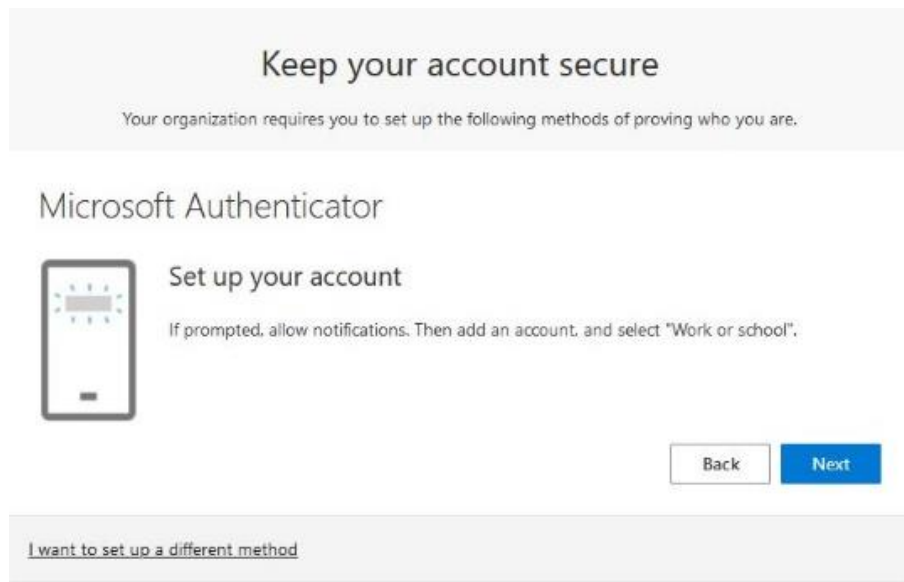 Keep your account secure
Your organization requires you to set up the following methods of proving who you are.
Microsoft Authenticator
Set up your account
If prompted, allow notifications. Then add an account, and select "Work or school".
Back
Next
I want to set up a different method